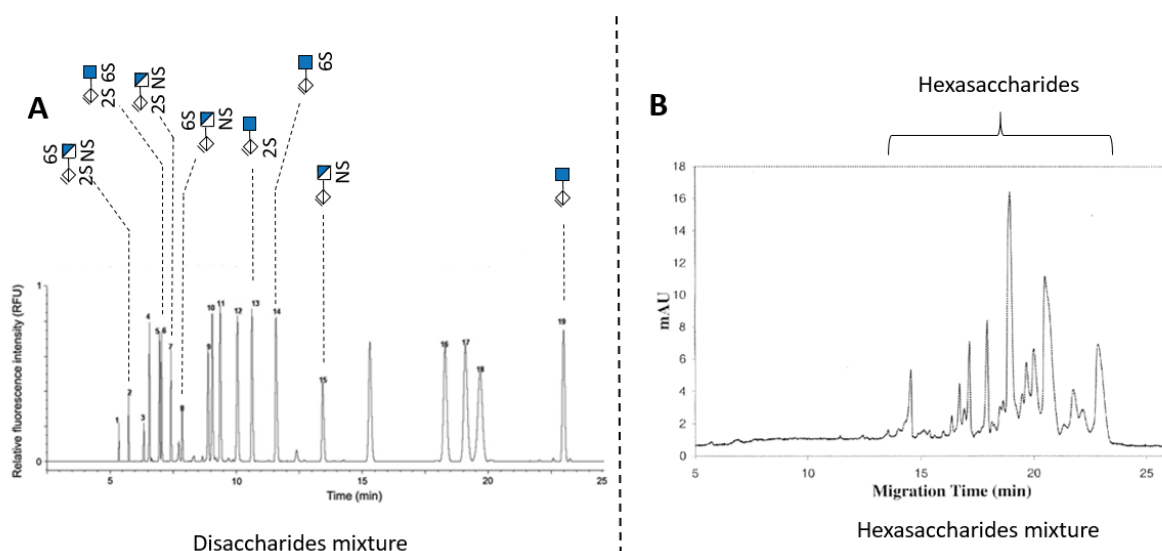 A
6S
2S NS
2S 6S
2S NS
6S
NS
2S
6S
NS
Relative fluorescence intensity (RFU)
1
0
1
2
3
4
5
6
7
8
9
10
11
12
13
14
15
16
17
18
19
5
10
15
20
25
Time (min)
Disaccharides mixture
B
Hexasaccharides
mAU
18
16
14
12
10
8
6
4
2
0
5
10
15
20
25
Migration Time (min)
Hexasaccharides mixture